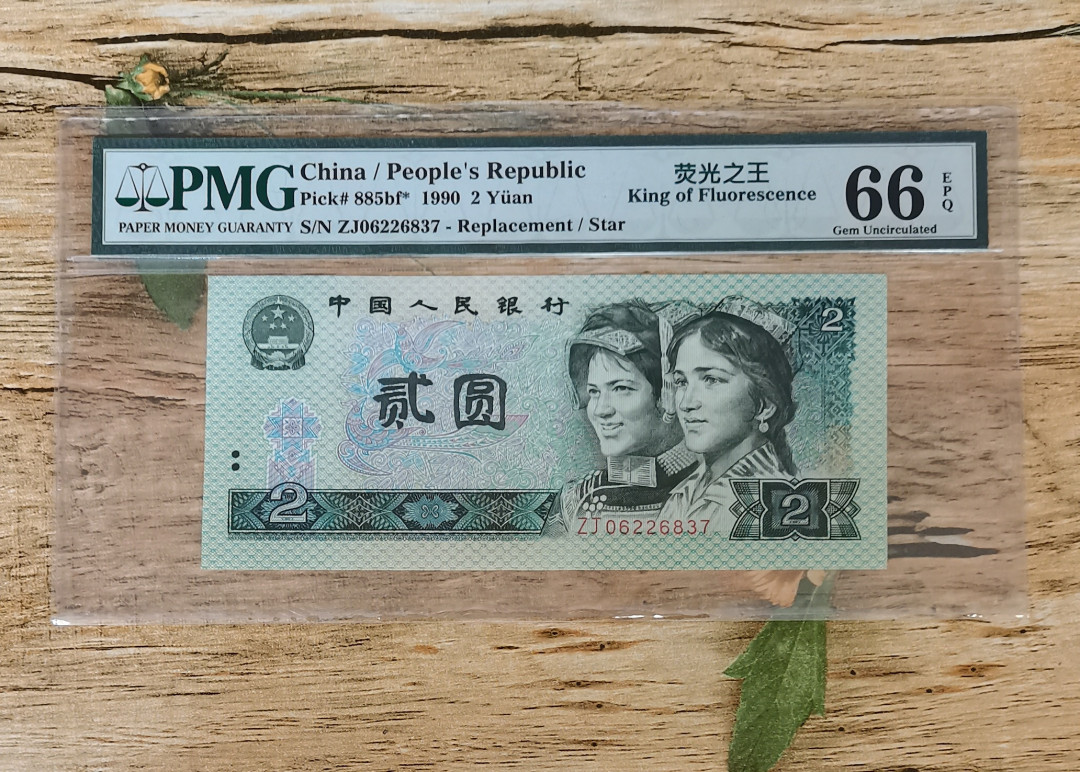 PMG
PAPER MONEY GUARANTY
China / People's Republic
Pick# 885bf* 1990 2 Yüan
S/N ZJ06226837 - Replacement / Star
荧光之王
King of Fluorescence
66
EPQ
Gem Uncirculated
中国人民银行
2
贰圆
2
ZJ06226837
2